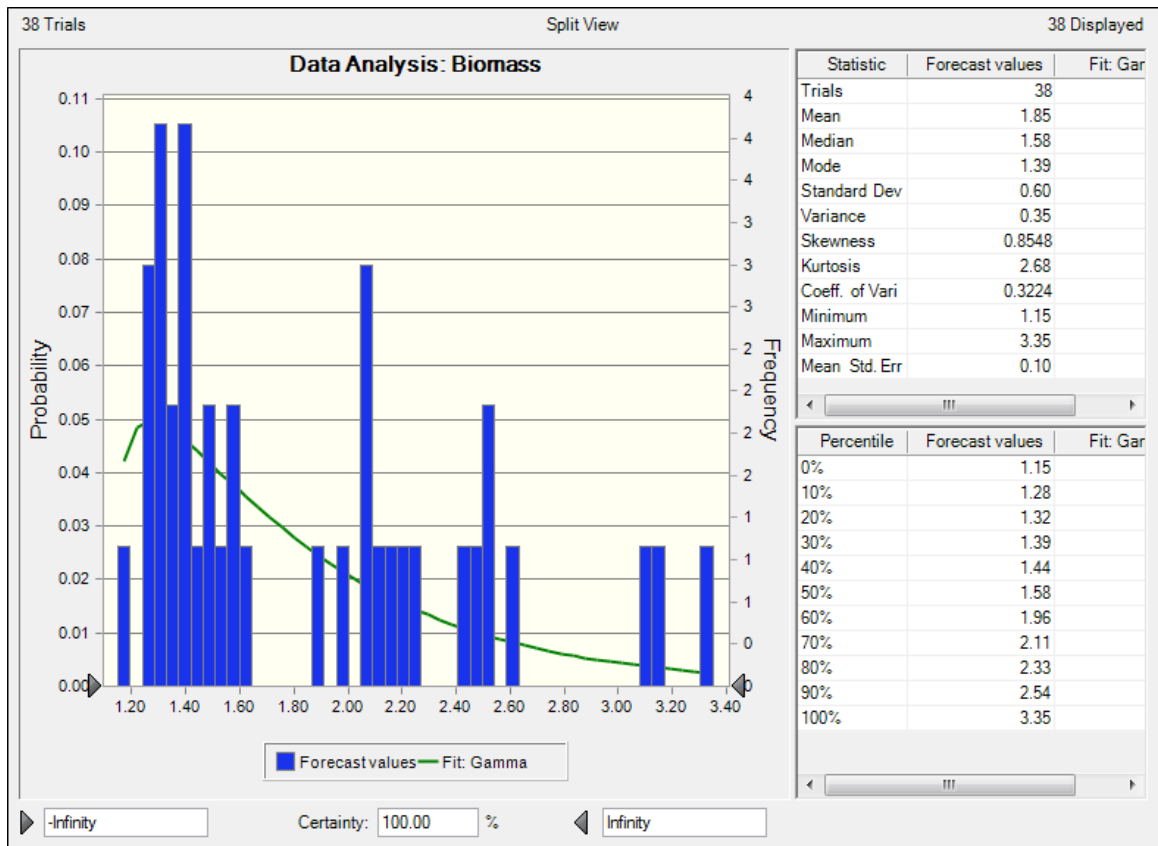 38 Trials Split View 38 Displayed
Data Analysis: Biomass
0.11
0.10
0.09
0.08
0.07
0.06
0.05
0.04
0.03
0.02
0.01
0.00
Probability
4
4
4
3
3
3
2
2
2
2
1
1
1
0
0
Frequency
1.20 1.40 1.60 1.80 2.00 2.20 2.40 2.60 2.80 3.00 3.20 3.40
Forecast values Fit: Gamma
Statistic Forecast values Fit: Gar
Trials 38
Mean 1.85
Median 1.58
Mode 1.39
Standard Dev 0.60
Variance 0.35
Skewness 0.8548
Kurtosis 2.68
Coeff. of Vari 0.3224
Minimum 1.15
Maximum 3.35
Mean Std. Err 0.10
Percentile Forecast values Fit: Gar
0% 1.15
10% 1.28
20% 1.32
30% 1.39
40% 1.44
50% 1.58
60% 1.96
70% 2.11
80% 2.33
90% 2.54
100% 3.35
-Infinity Certainty: 100.00 % Infinity